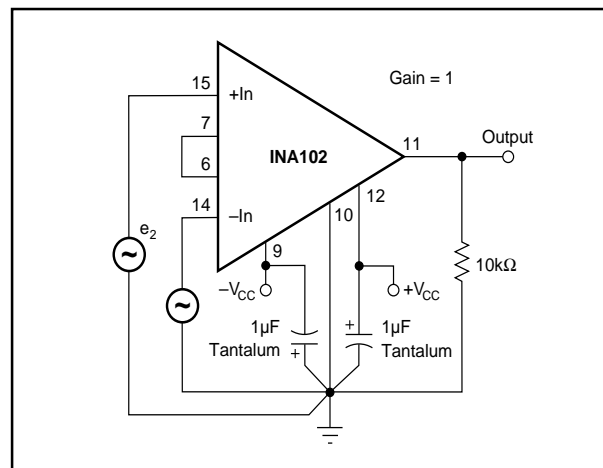 15
+In
Gain = 1
7
11
Output
INA102
6
12
14
–In
10
e2
9
10kΩ
–VCC
+VCC
1µF
Tantalum
+
+
1µF
Tantalum